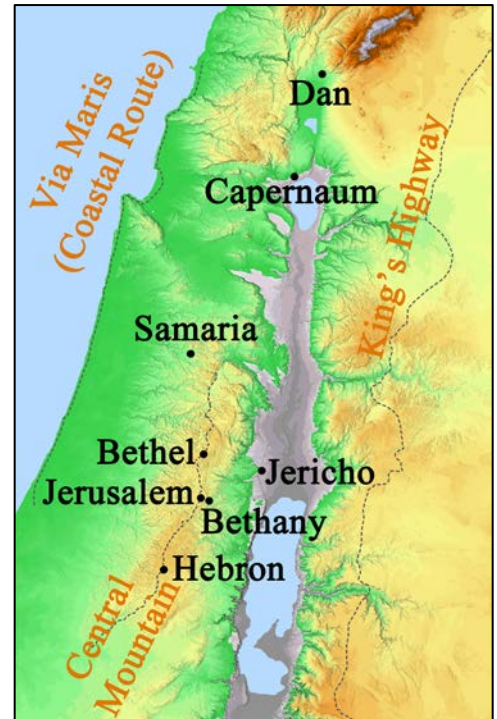 Dan
Via Maris
(Coastal Route)
Capernaum
King's Highway
Samaria
Bethel
Jericho
Jerusalem
Bethany
Hebron
Central
Mountain